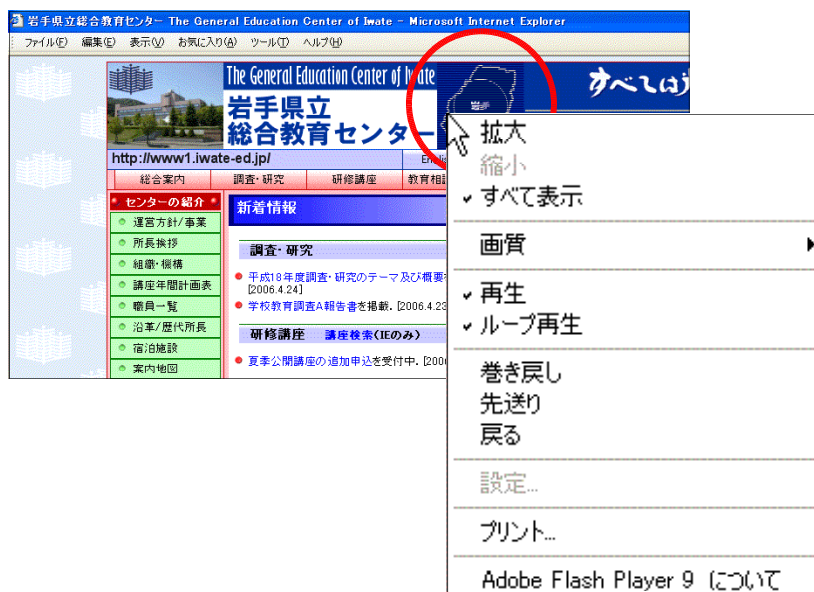 岩手県立総合教育センター The General Education Center of Iwate - Microsoft Internet Explorer
ファイル(F) 編集(E) 表示(V) お気に入り(A) ツール(T) ヘルプ(H)
The General Education Center of Iwate
岩手県立
総合教育センター
岩手
すべては
http://www1.iwate-ed.jp/
総合案内 調査・研究 研修講座 教育相
センターの紹介
運営方針/事業
所長挨拶
組織・機構
講座年間計画表
職員一覧
沿革/歴代所長
宿泊施設
案内地図
新着情報
調査・研究
平成18年度調査・研究のテーマ及び概要
[2006.4.24]
学校教育調査A報告書を掲載. [2006.4.23
研修講座 講座検索(IEのみ)
夏季公開講座の追加申込を受付中. [200
拡大
縮小
すべて表示
画質
再生
ループ再生
巻き戻し
先送り
戻る
設定...
プリント...
Adobe Flash Player 9 について